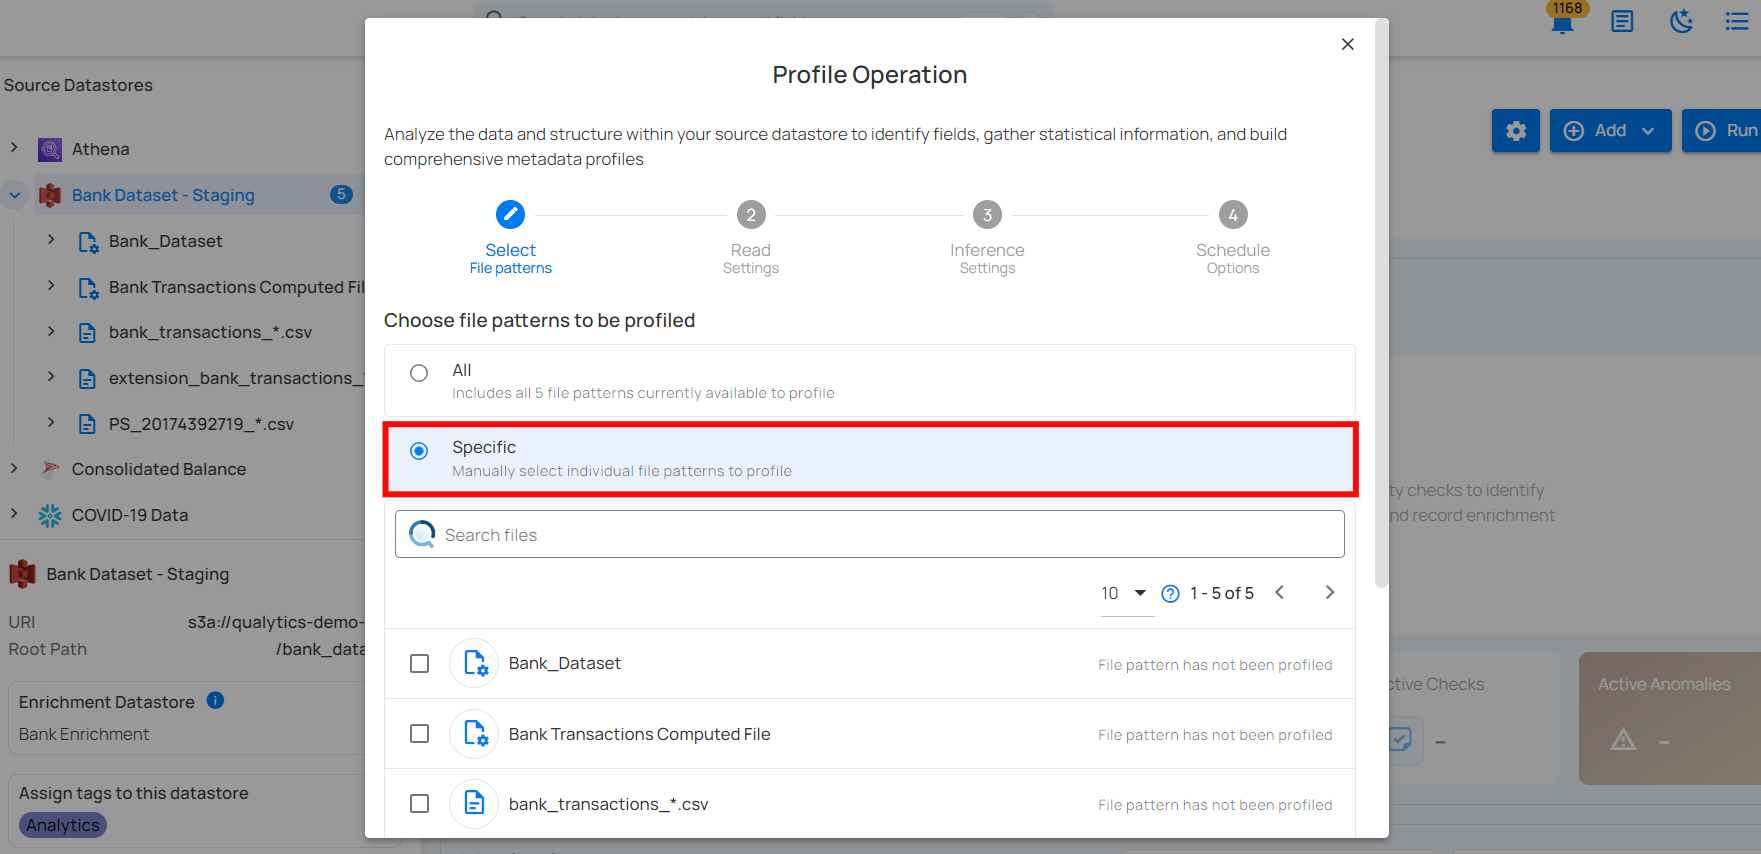 1168
Source Datastores
Add
Run
Athena
Bank Dataset - Staging
5
Bank_Dataset
Bank Transactions Computed Fil
bank_transactions_*.csv
extension_bank_transactions_
PS_20174392719_*.csv
Consolidated Balance
COVID-19 Data
Bank Dataset - Staging
URI
s3a://qualytics-demo-
Root Path
/bank_data
Enrichment Datastore
Bank Enrichment
Assign tags to this datastore
Analytics
Profile Operation
Analyze the data and structure within your source datastore to identify fields, gather statistical information, and build
comprehensive metadata profiles
Select
File patterns
2
Read
Settings
3
Inference
Settings
4
Schedule
Options
Choose file patterns to be profiled
All
Includes all 5 file patterns currently available to profile
Specific
Manually select individual file patterns to profile
Search files
10
1 - 5 of 5
Bank_Dataset
File pattern has not been profiled
Bank Transactions Computed File
File pattern has not been profiled
bank_transactions_*.csv
File pattern has not been profiled
ty checks to identify
nd record enrichment
ctive Checks
–
Active Anomalies
–